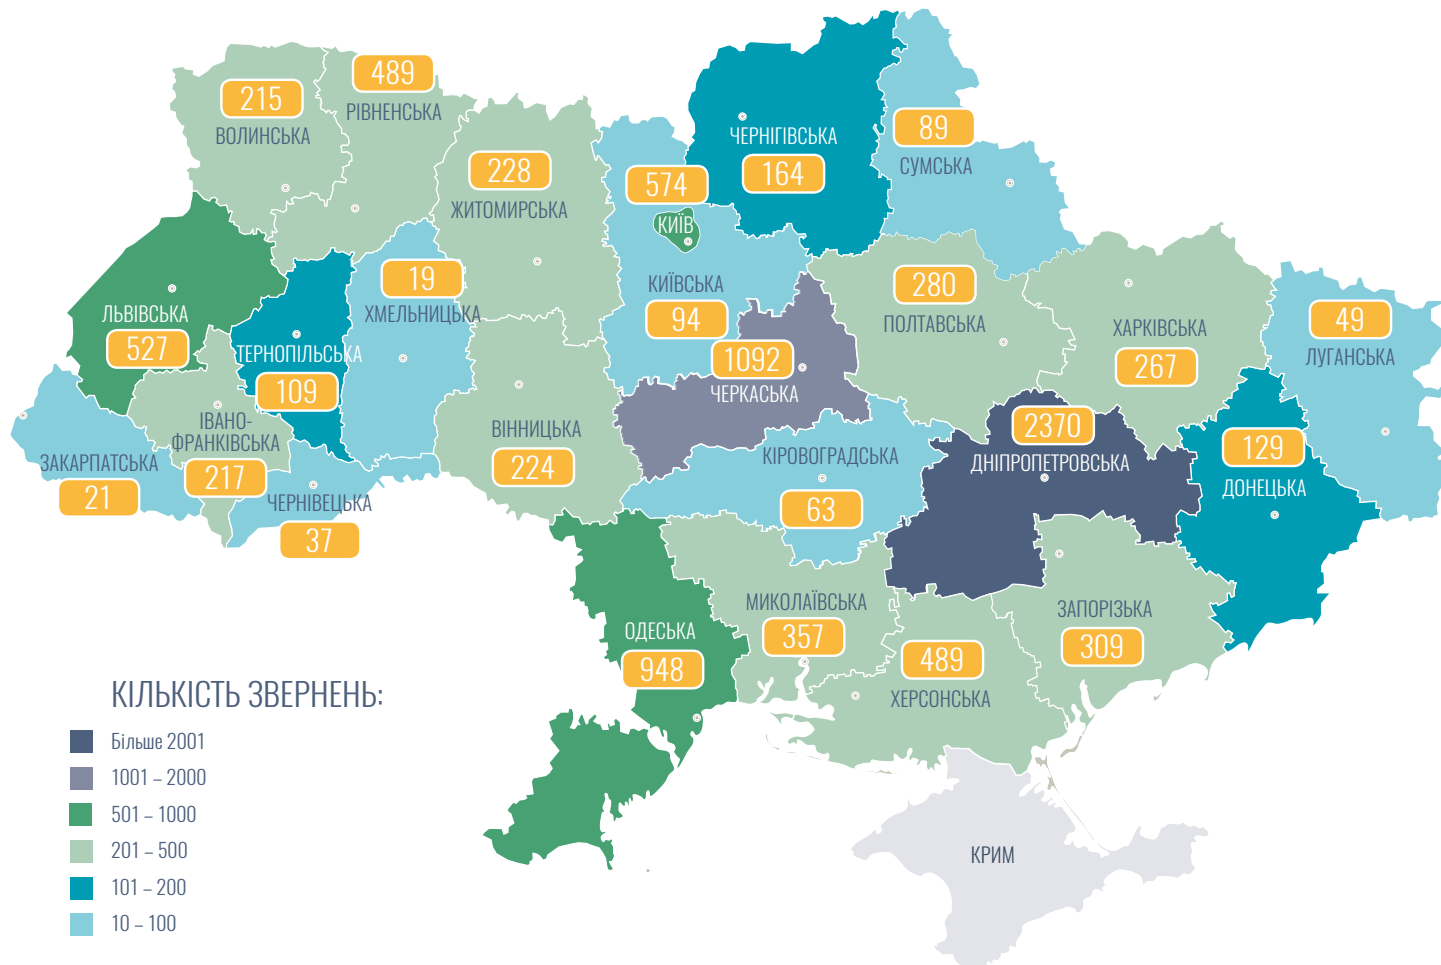 489
РІВНЕНСЬКА
215
ВОЛИНСЬКА
228
ЖИТОМИРСЬКА
574
КИЇВ
ЧЕРНІГІВСЬКА
164
89
СУМСЬКА
ЛЬВІВСЬКА
527
ТЕРНОПІЛЬСЬКА
109
19
ХМЕЛЬНИЦЬКА
КИЇВСЬКА
94
1092
ЧЕРКАСЬКА
280
ПОЛТАВСЬКА
ХАРКІВСЬКА
267
49
ЛУГАНСЬКА
ЗАКАРПАТСЬКА
21
ІВАНО-
ФРАНКІВСЬКА
217
ЧЕРНІВЕЦЬКА
37
ВІННИЦЬКА
224
КІРОВОГРАДСЬКА
63
2370
ДНІПРОПЕТРОВСЬКА
129
ДОНЕЦЬКА
ОДЕСЬКА
948
МИКОЛАЇВСЬКА
357
489
ХЕРСОНСЬКА
ЗАПОРІЗЬКА
309
КРИМ
КІЛЬКІСТЬ ЗВЕРНЕНЬ:
Більше 2001
1001 – 2000
501 – 1000
201 – 500
101 – 200
10 – 100